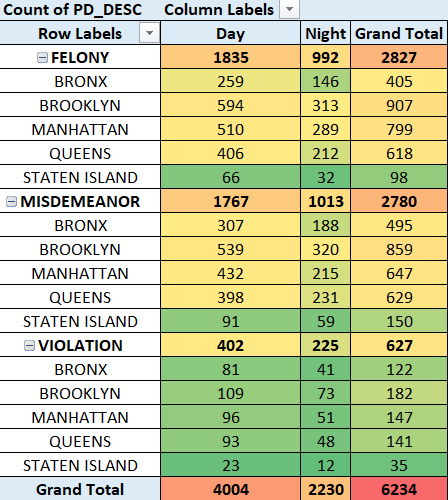 Count of PD_DESC Column Labels
Row Labels Day Night Grand Total
FELONY 1835 992 2827
BRONX 259 146 405
BROOKLYN 594 313 907
MANHATTAN 510 289 799
QUEENS 406 212 618
STATEN ISLAND 66 32 98
MISDEMEANOR 1767 1013 2780
BRONX 307 188 495
BROOKLYN 539 320 859
MANHATTAN 432 215 647
QUEENS 398 231 629
STATEN ISLAND 91 59 150
VIOLATION 402 225 627
BRONX 81 41 122
BROOKLYN 109 73 182
MANHATTAN 96 51 147
QUEENS 93 48 141
STATEN ISLAND 23 12 35
Grand Total 4004 2230 6234